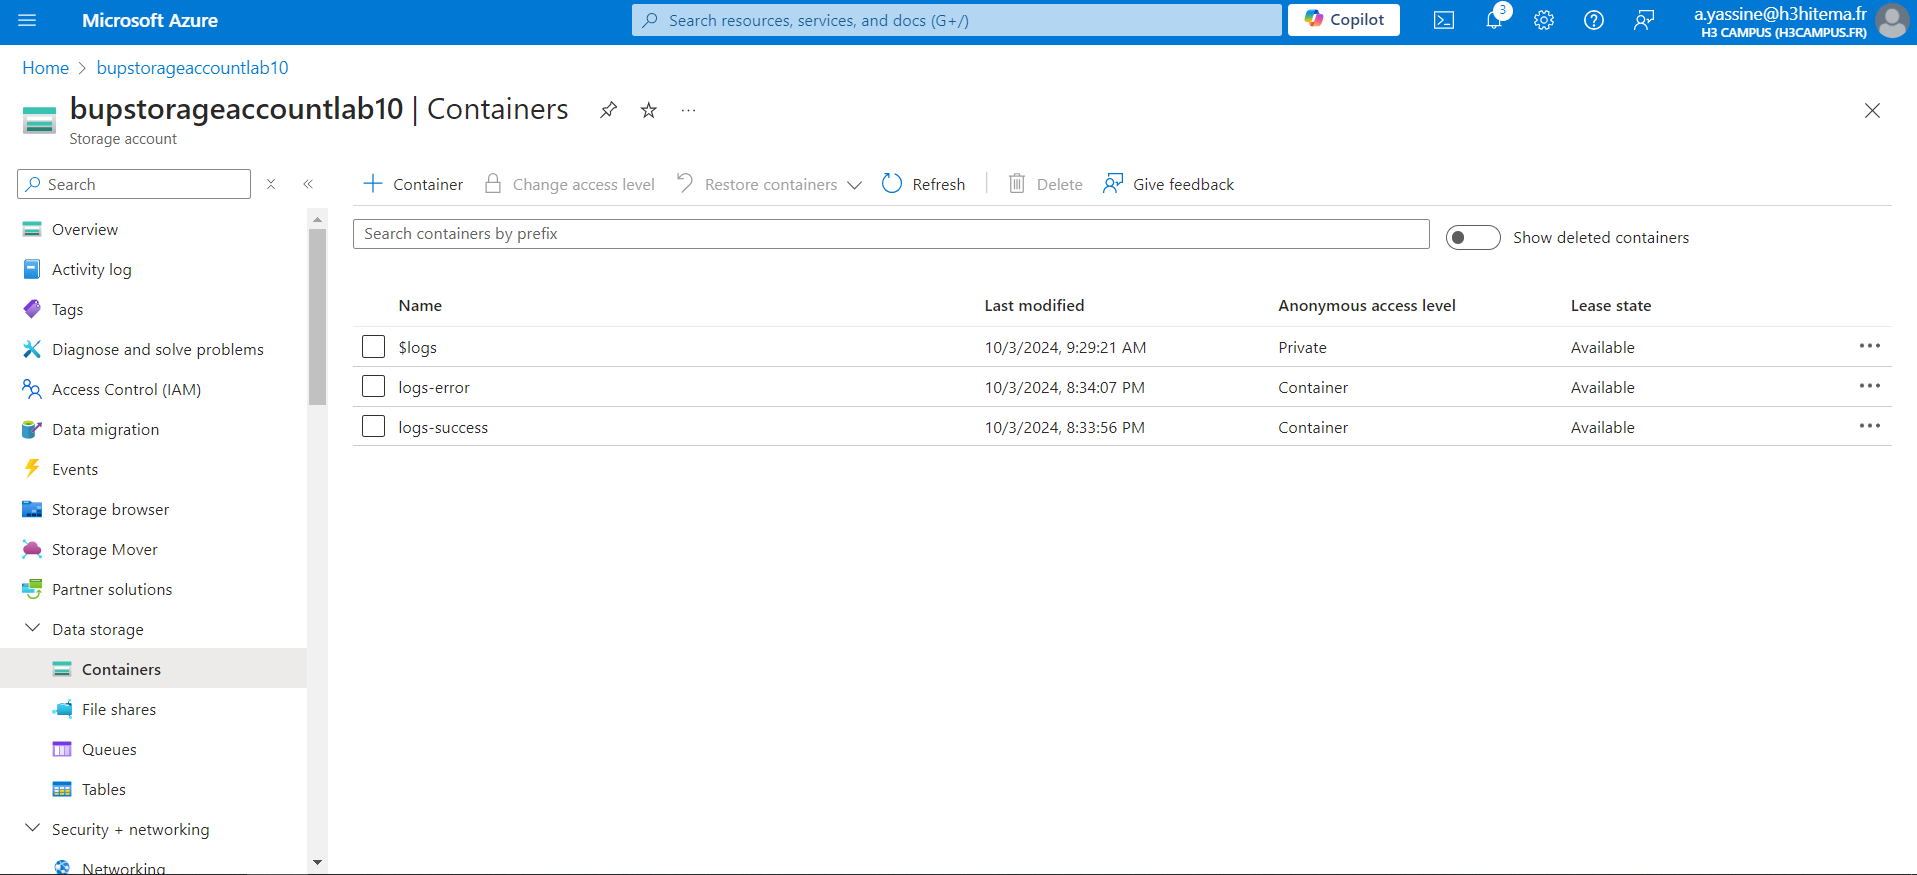 Microsoft Azure
Search resources, services, and docs (G+/)
Copilot
3
a.yassine@h3hitema.fr
H3 CAMPUS (H3CAMPUS.FR)
Home > bupstorageaccountlab10
bupstorageaccountlab10 | Containers
Storage account
Search
Container
Change access level
Restore containers
Refresh
Delete
Give feedback
Search containers by prefix
Show deleted containers
Overview
Activity log
Tags
Diagnose and solve problems
Access Control (IAM)
Data migration
Events
Storage browser
Storage Mover
Partner solutions
Data storage
Containers
File shares
Queues
Tables
Security + networking
Networking
Name Last modified Anonymous access level Lease state
$logs 10/3/2024, 9:29:21 AM Private Available
logs-error 10/3/2024, 8:34:07 PM Container Available
logs-success 10/3/2024, 8:33:56 PM Container Available